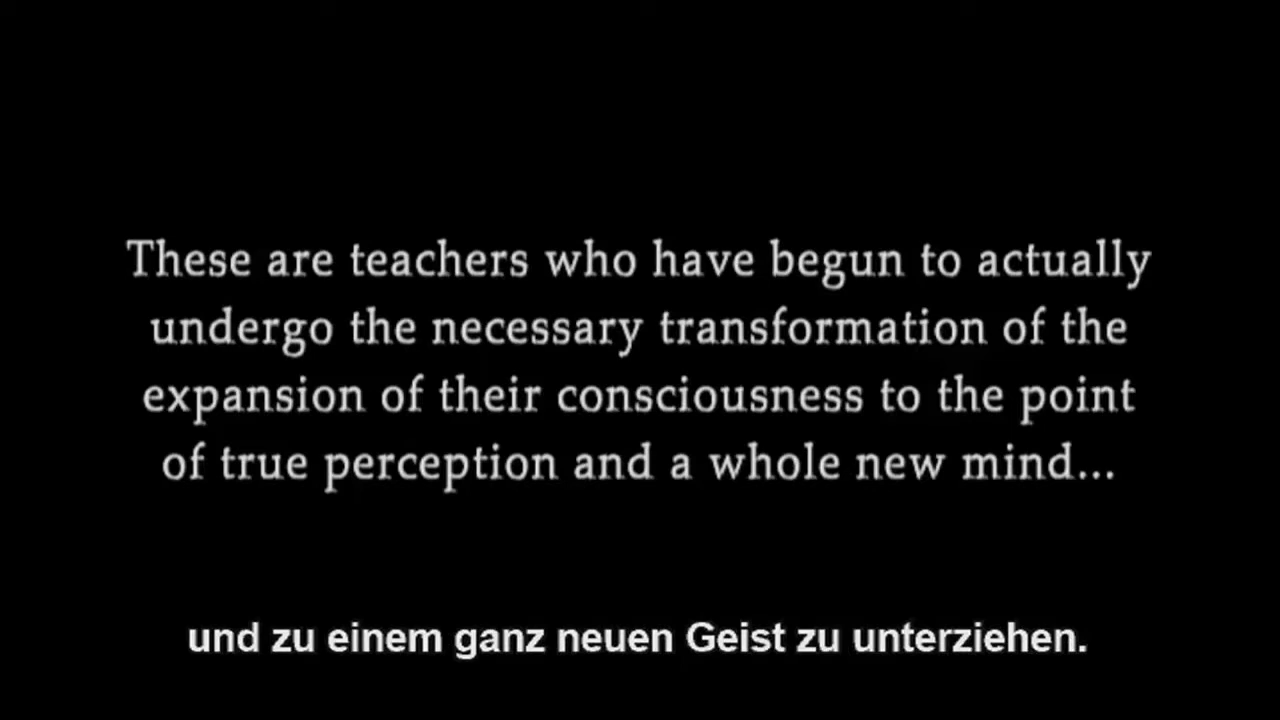 These are teachers who have begun to actually
undergo the necessary transformation of the
expansion of their consciousness to the point
of true perception and a whole new mind...
und zu einem ganz neuen Geist zu unterziehen.